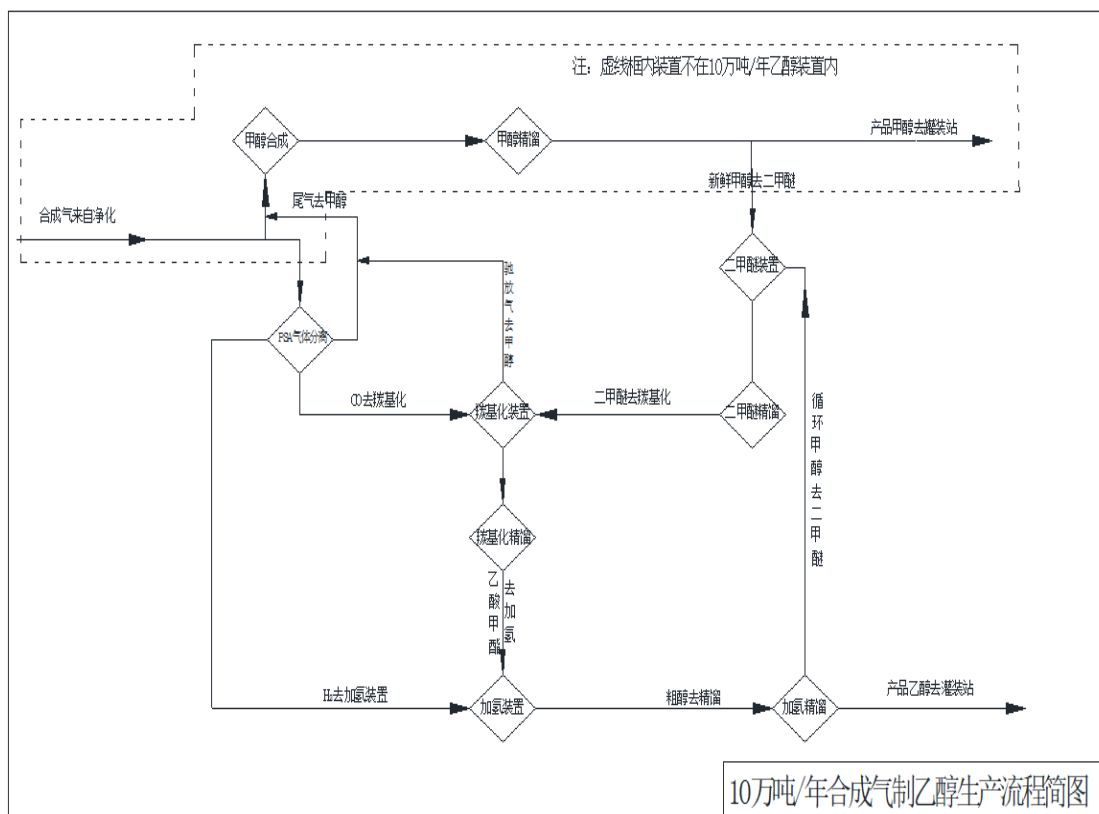 注：虚线框内装置不在10万吨/年乙醇装置内
甲醇合成
甲醇精馏
产品甲醇去灌装站
新鲜甲醇去二甲醚
尾气去甲醇
合成气来自净化
二甲醚装置
驰放气去甲醇
PSA气体分离
CO去羰基化
羰基化装置
二甲醚去羰基化
二甲醚精馏
循环甲醇去二甲醚
羰基化精馏
乙酸甲酯
去加氢
H₂去加氢装置
加氢装置
粗醇去精馏
加氢精馏
产品乙醇去灌装站
10万吨/年合成气制乙醇生产流程简图